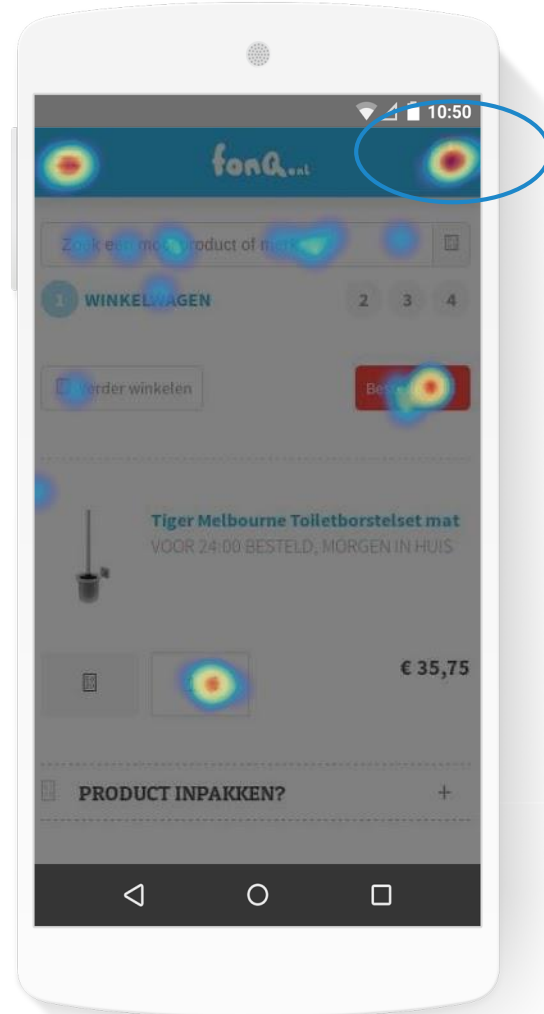 10:50
fonQ.nl
Zoek een mooi product of merk
1 WINKELWAGEN 2 3 4
Verder winkelen
Tiger Melbourne Toiletborstelset mat
VOOR 24:00 BESTELD, MORGEN IN HUIS
€ 35,75
PRODUCT INPAKKEN? +